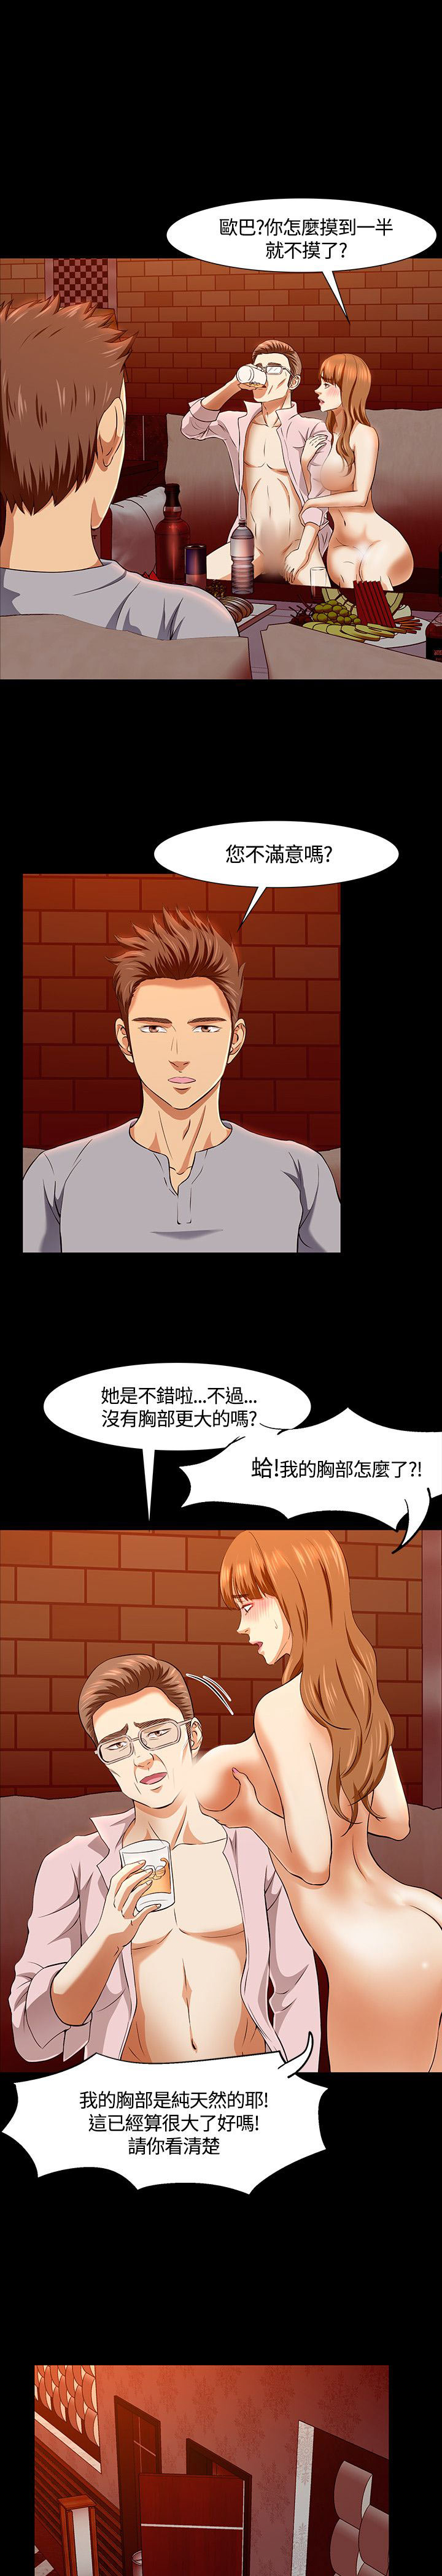 歐巴?你怎麼摸到一半
就不摸了?
您不滿意嗎?
她是不錯啦...不過...
沒有胸部更大的嗎?
蛤!我的胸部怎麼了?!
我的胸部是純天然的耶!
這已經算很大了好嗎!
請你看清楚